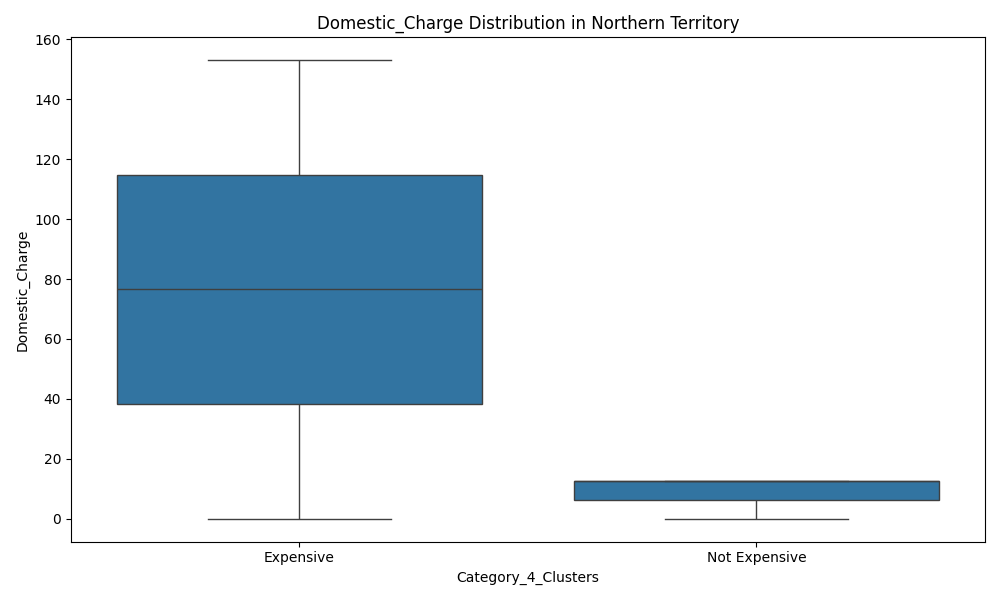 Domestic_Charge Distribution in Northern Territory
160
140
120
100
80
60
40
20
0
Domestic_Charge
Expensive
Not Expensive
Category_4_Clusters